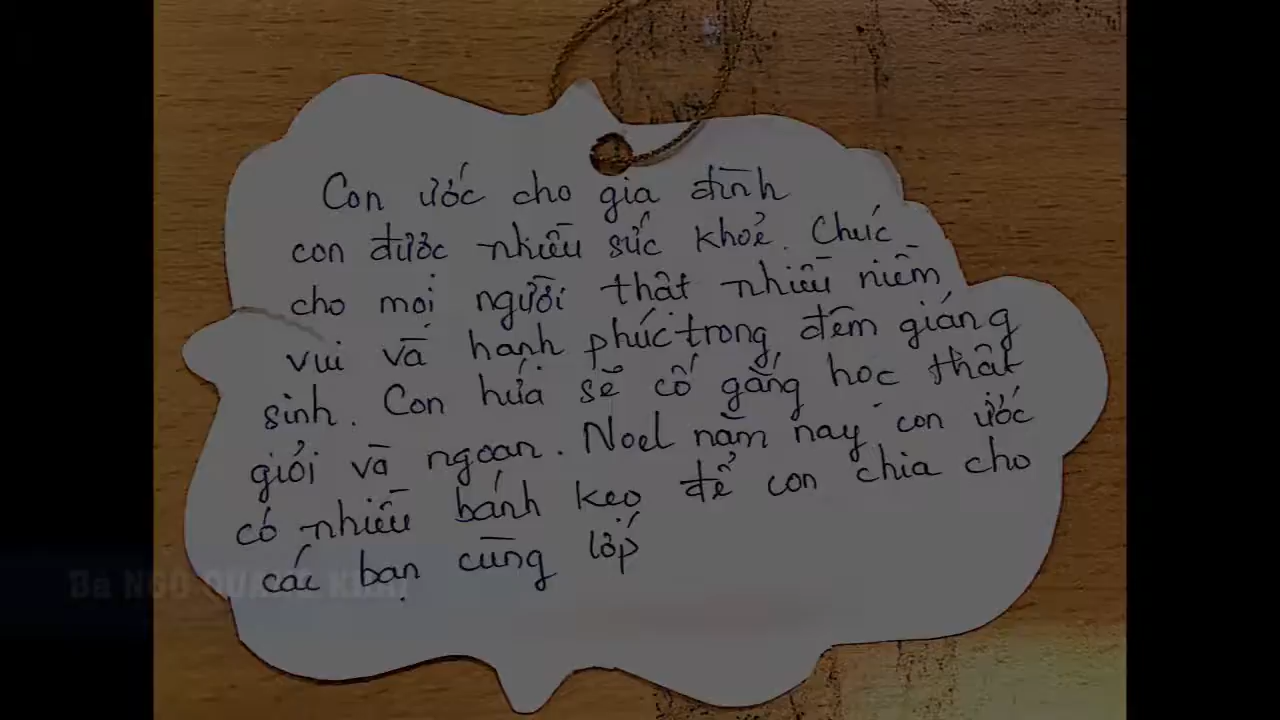 Con ước cho gia đình
con được nhiều sức khoẻ. Chúc
cho mọi người thật nhiều niềm
vui và hạnh phúc trong đêm giáng
sinh. Con hứa sẽ cố gắng học thật
giỏi và ngoan. Noel năm nay con ước
có nhiều bánh kẹo để con chia cho
các bạn cùng lớp